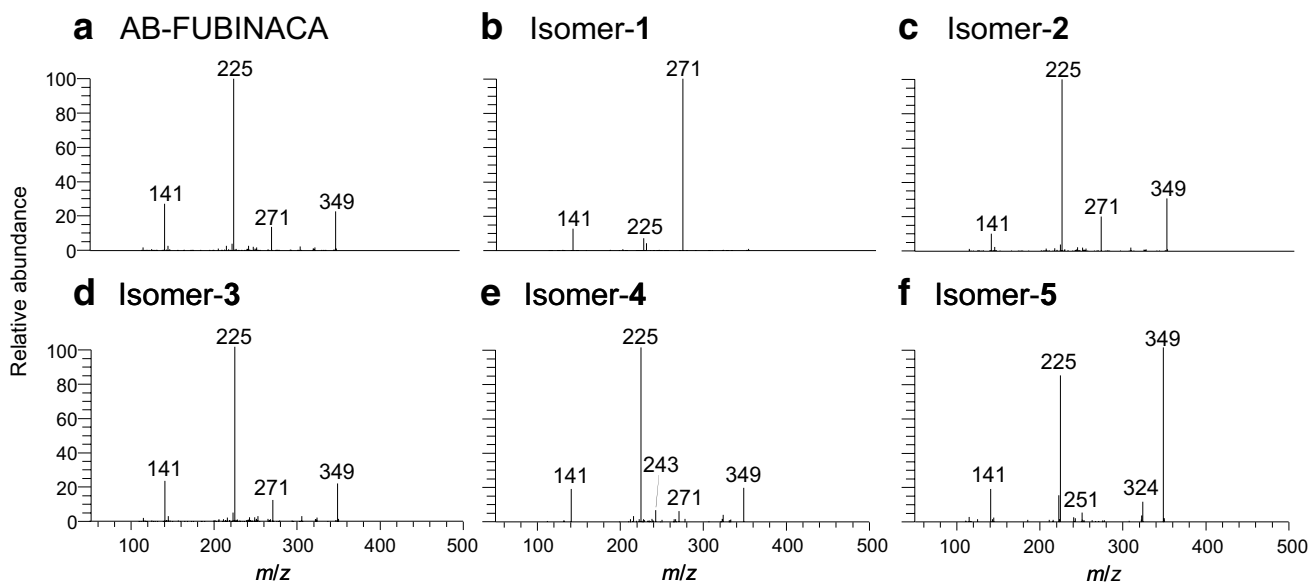 a AB-FUBINACA
b Isomer-1
c Isomer-2
Relative abundance
100
80
60
40
20
0
225
141
271
349
271
141
225
225
141
271
349
d Isomer-3
e Isomer-4
f Isomer-5
100
80
60
40
20
0
225
141
271
349
225
141
243
271
349
349
225
141
251
324
100 200 300 400 500
100 200 300 400 500
100 200 300 400 500
m/z
m/z
m/z